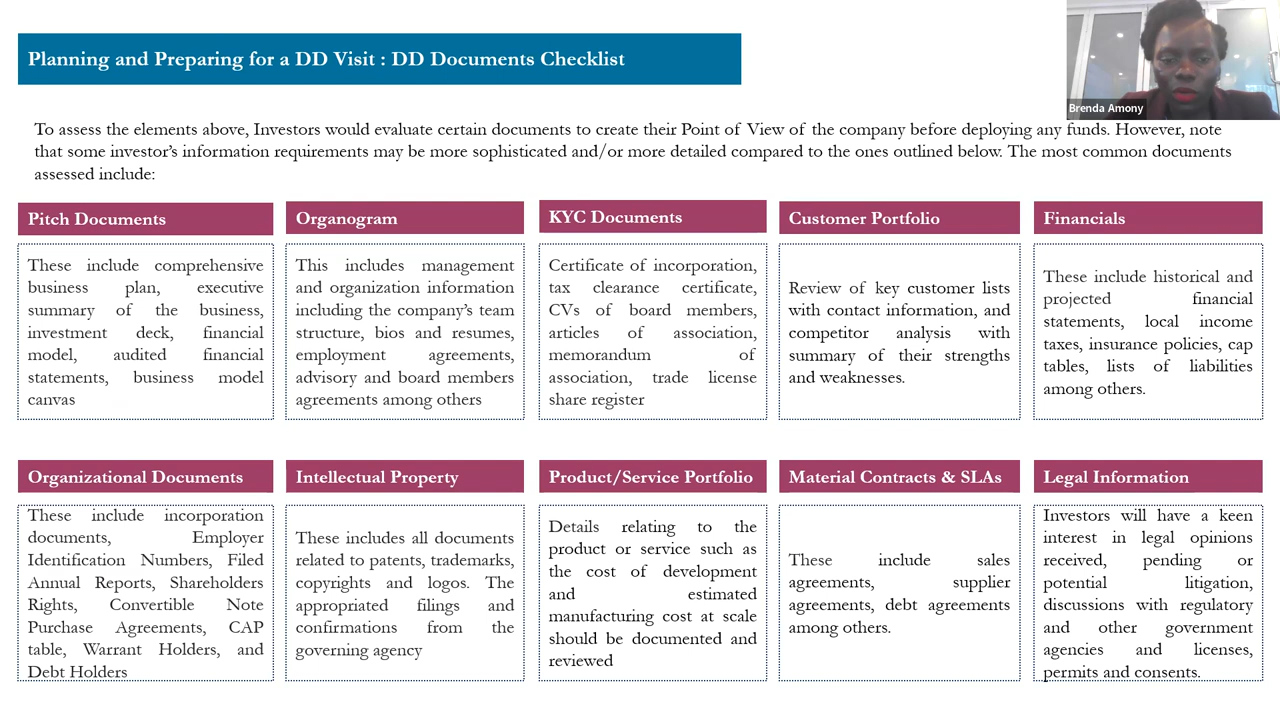 Planning and Preparing for a DD Visit : DD Documents Checklist
Brenda Amony
To assess the elements above, Investors would evaluate certain documents to create their Point of View of the company before deploying any funds. However, note
that some investor's information requirements may be more sophisticated and/or more detailed compared to the ones outlined below. The most common documents
assessed include:
Pitch Documents
These include comprehensive
business plan, executive
summary of the business,
investment deck, financial
model, audited financial
statements, business model
canvas
Organogram
This includes management
and organization information
including the company's team
structure, bios and resumes,
employment agreements,
advisory and board members
agreements among others
KYC Documents
Certificate of incorporation,
tax clearance certificate,
CVs of board members,
articles of association,
memorandum of
association, trade license
share register
Customer Portfolio
Review of key customer lists
with contact information, and
competitor analysis with
summary of their strengths
and weaknesses.
Financials
These include historical and
projected financial
statements, local income
taxes, insurance policies, cap
tables, lists of liabilities
among others.
Organizational Documents
These include incorporation
documents, Employer
Identification Numbers, Filed
Annual Reports, Shareholders
Rights, Convertible Note
Purchase Agreements, CAP
table, Warrant Holders, and
Debt Holders
Intellectual Property
These includes all documents
related to patents, trademarks,
copyrights and logos. The
appropriated filings and
confirmations from the
governing agency
Product/Service Portfolio
Details relating to the
product or service such as
the cost of development
and estimated
manufacturing cost at scale
should be documented and
reviewed
Material Contracts & SLAs
These include sales
agreements, supplier
agreements, debt agreements
among others.
Legal Information
Investors will have a keen
interest in legal opinions
received, pending or
potential litigation,
discussions with regulatory
and other government
agencies and licenses,
permits and consents.